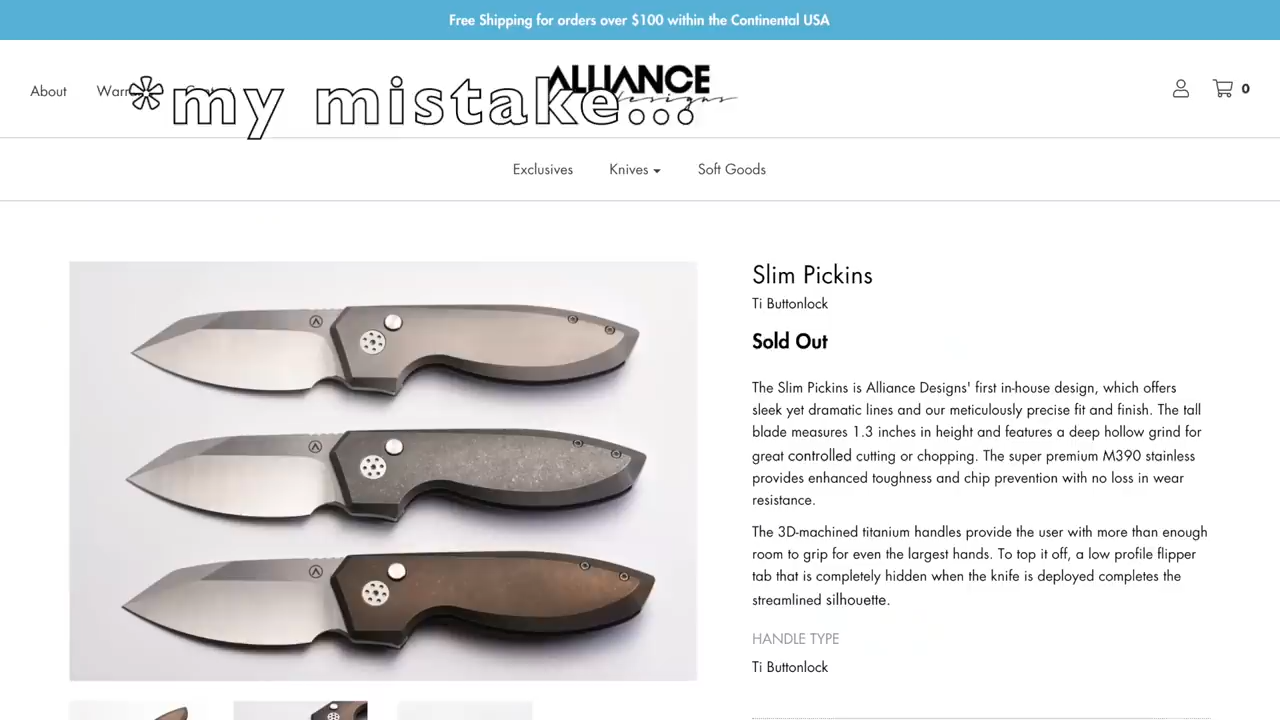 Free Shipping for orders over $100 within the Continental USA
About
*my mistake...
ALLIANCE
designs
0
Exclusives
Knives
Soft Goods
Slim Pickins
Ti Buttonlock
Sold Out
The Slim Pickins is Alliance Designs' first in-house design, which offers
sleek yet dramatic lines and our meticulously precise fit and finish. The tall
blade measures 1.3 inches in height and features a deep hollow grind for
great controlled cutting or chopping. The super premium M390 stainless
provides enhanced toughness and chip prevention with no loss in wear
resistance.
The 3D-machined titanium handles provide the user with more than enough
room to grip for even the largest hands. To top it off, a low profile flipper
tab that is completely hidden when the knife is deployed completes the
streamlined silhouette.
HANDLE TYPE
Ti Buttonlock